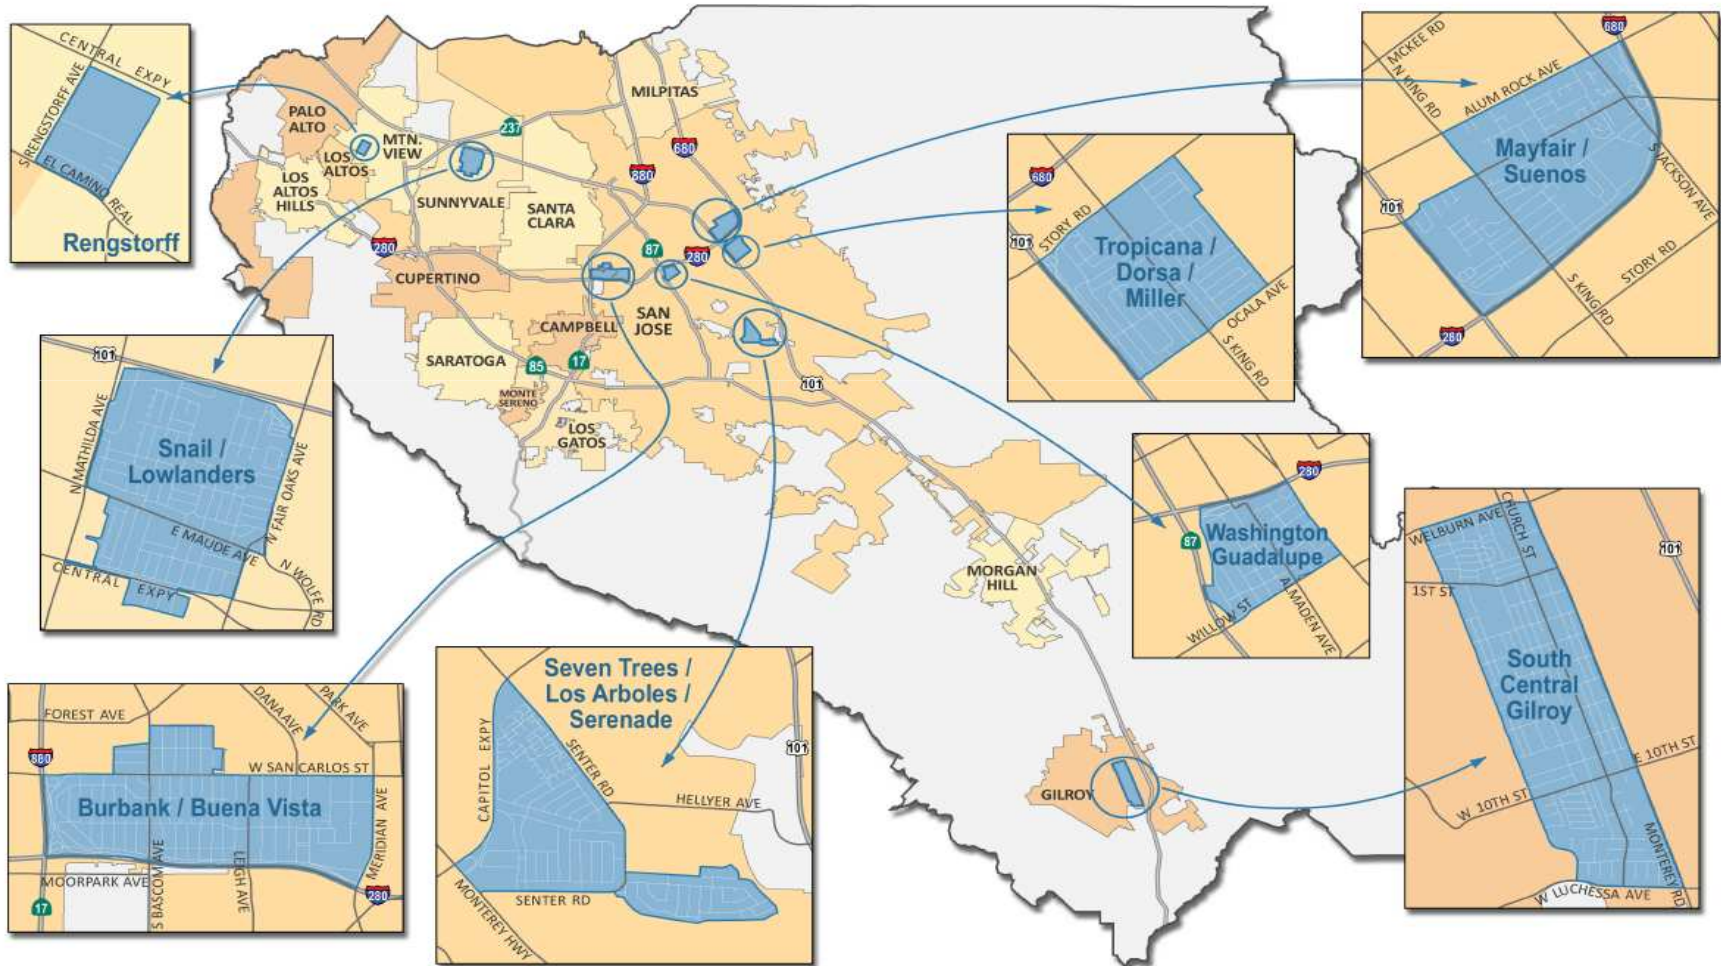 CENTRAL EXPY
S RENGSTORFF AVE
EL CAMINO REAL
Rengstorff
PALO
ALTO
LOS
ALTOS
MTN.
VIEW
LOS
ALTOS
HILLS
SUNNYVALE
SANTA
CLARA
MILPITAS
CUPERTINO
CAMPBELL
SAN
JOSE
SARATOGA
MONTE
SERENO
LOS
GATOS
MORGAN
HILL
GILROY
237
680
880
280
87
280
85
17
101
680
MCKEE RD
N KING RD
ALUM ROCK AVE
Mayfair /
Suenos
S JACKSON AVE
101
S KING RD
STORY RD
280
680
STORY RD
101
Tropicana /
Dorsa /
Miller
OCALA AVE
S KING RD
101
N MATHILDA AVE
Snail /
Lowlanders
N FAIR OAKS AVE
E MAUDE AVE
CENTRAL EXPY
N WOLFE RD
280
Washington
Guadalupe
87
WILLOW ST
ALMADEN AVE
WELBURN AVE
CHURCH ST
101
1ST ST
South
Central
Gilroy
E 10TH ST
W 10TH ST
MONTEREY RD
W LUCHESSA AVE
Seven Trees /
Los Arboles /
Serenade
CAPITOL EXPY
SENTER RD
101
HELLYER AVE
SENTER RD
MONTEREY HWY
FOREST AVE
DANA AVE
PARK AVE
880
W SAN CARLOS ST
Burbank / Buena Vista
MERIDIAN AVE
MOORPARK AVE
S BASCOM AVE
LEIGH AVE
280
17